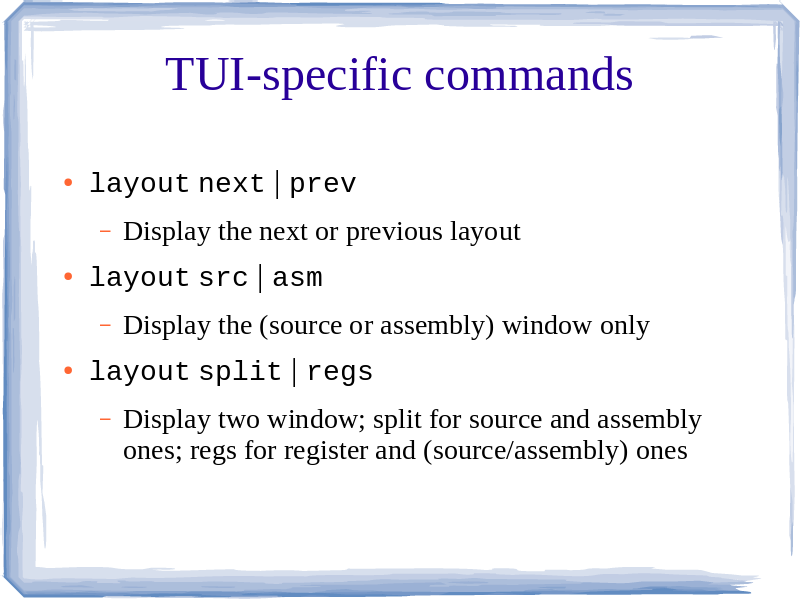 TUI-specific commands
• layout next | prev
– Display the next or previous layout
• layout src | asm
– Display the (source or assembly) window only
• layout split | regs
– Display two window; split for source and assembly
ones; regs for register and (source/assembly) ones